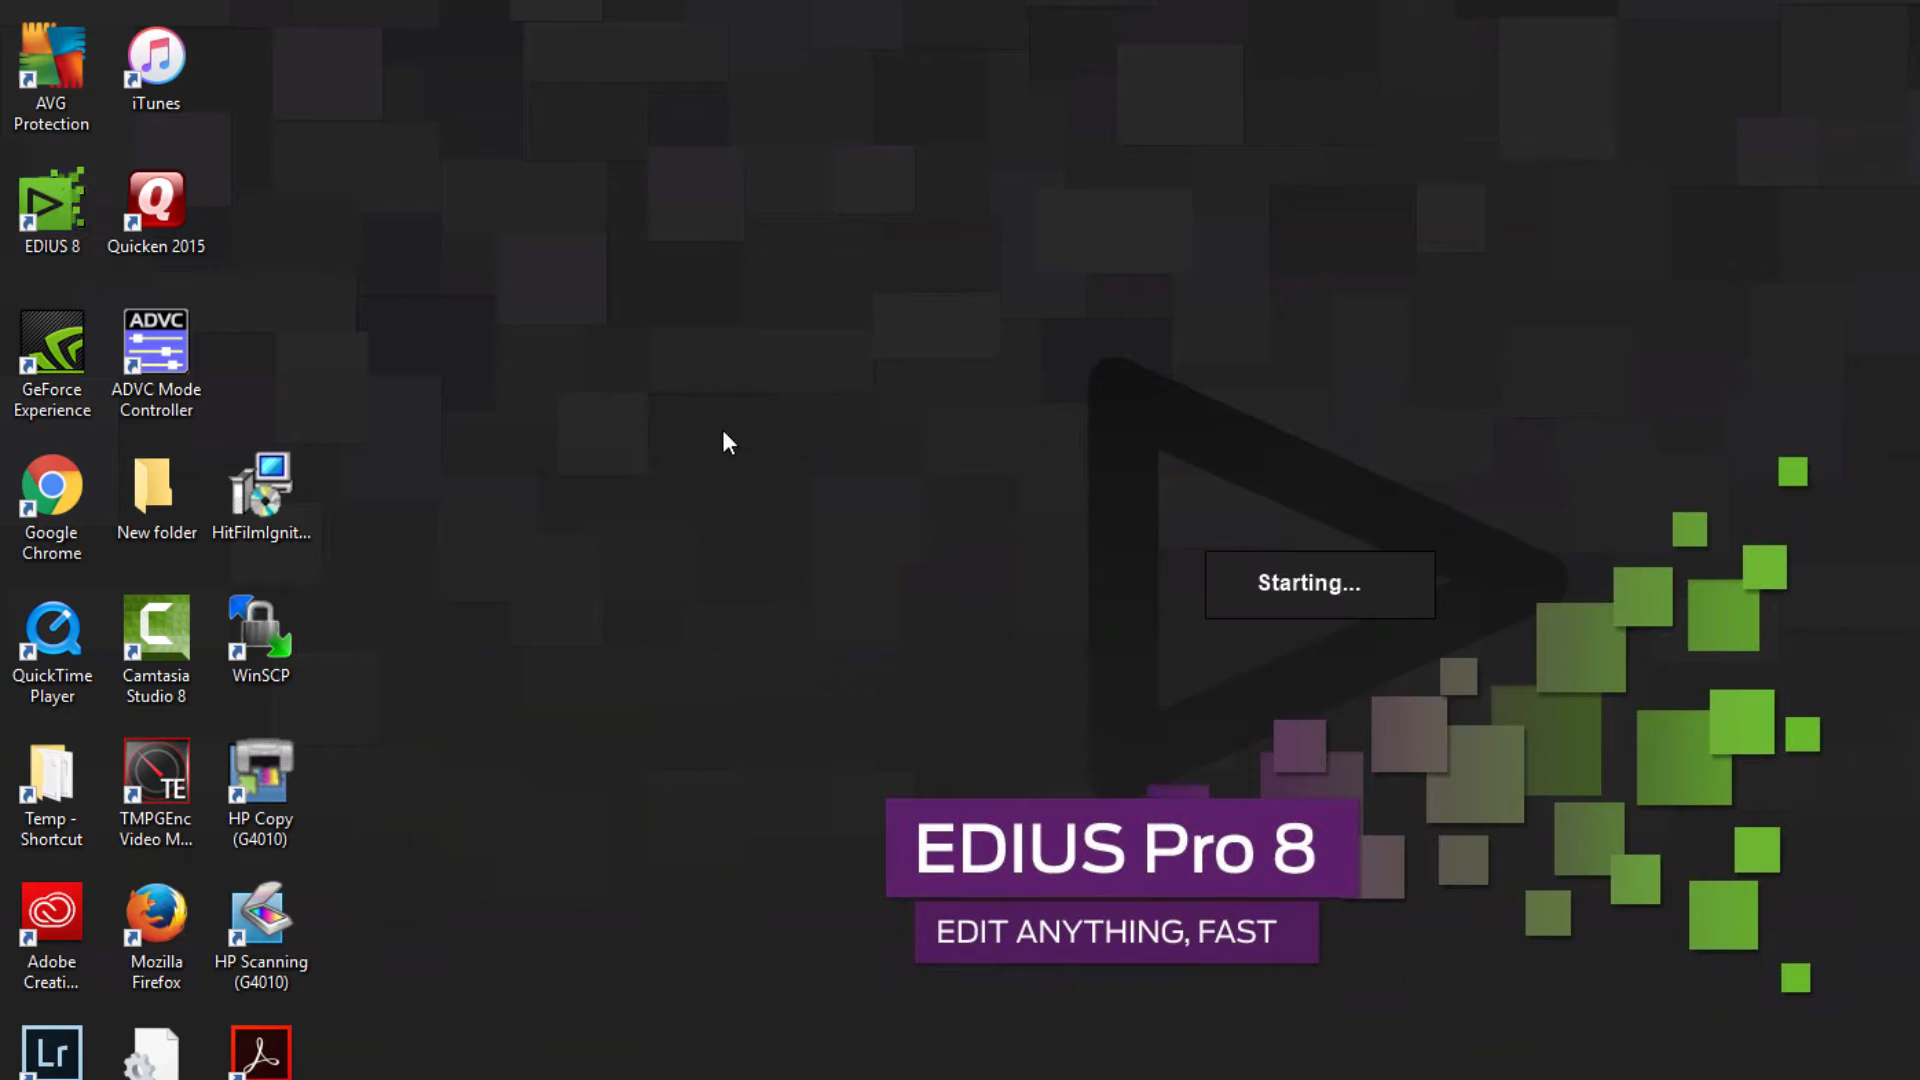 AVG
Protection
iTunes
EDIUS 8
Q
Quicken 2015
GeForce
Experience
ADVC
ADVC Mode
Controller
Google
Chrome
New folder
HitFilmIgnit...
QuickTime
Player
C
Camtasia
Studio 8
WinSCP
Temp -
Shortcut
TE
TMPGEnc
Video M...
HP Copy
(G4010)
Adobe
Creati...
Mozilla
Firefox
HP Scanning
(G4010)
Lr
Starting...
EDIUS Pro 8
EDIT ANYTHING, FAST